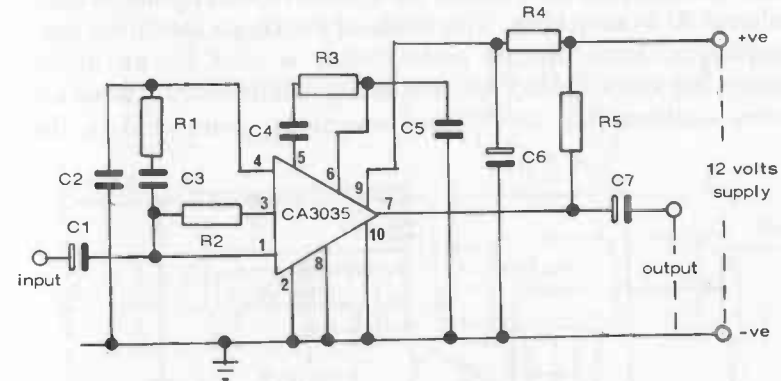 R4
+ve
R3
R1
C4
C5
R5
C6
5
4
6
9
C2
C3
12 volts
supply
C7
3
CA3035
7
C1
R2
1
10
input
8
output
2
-ve